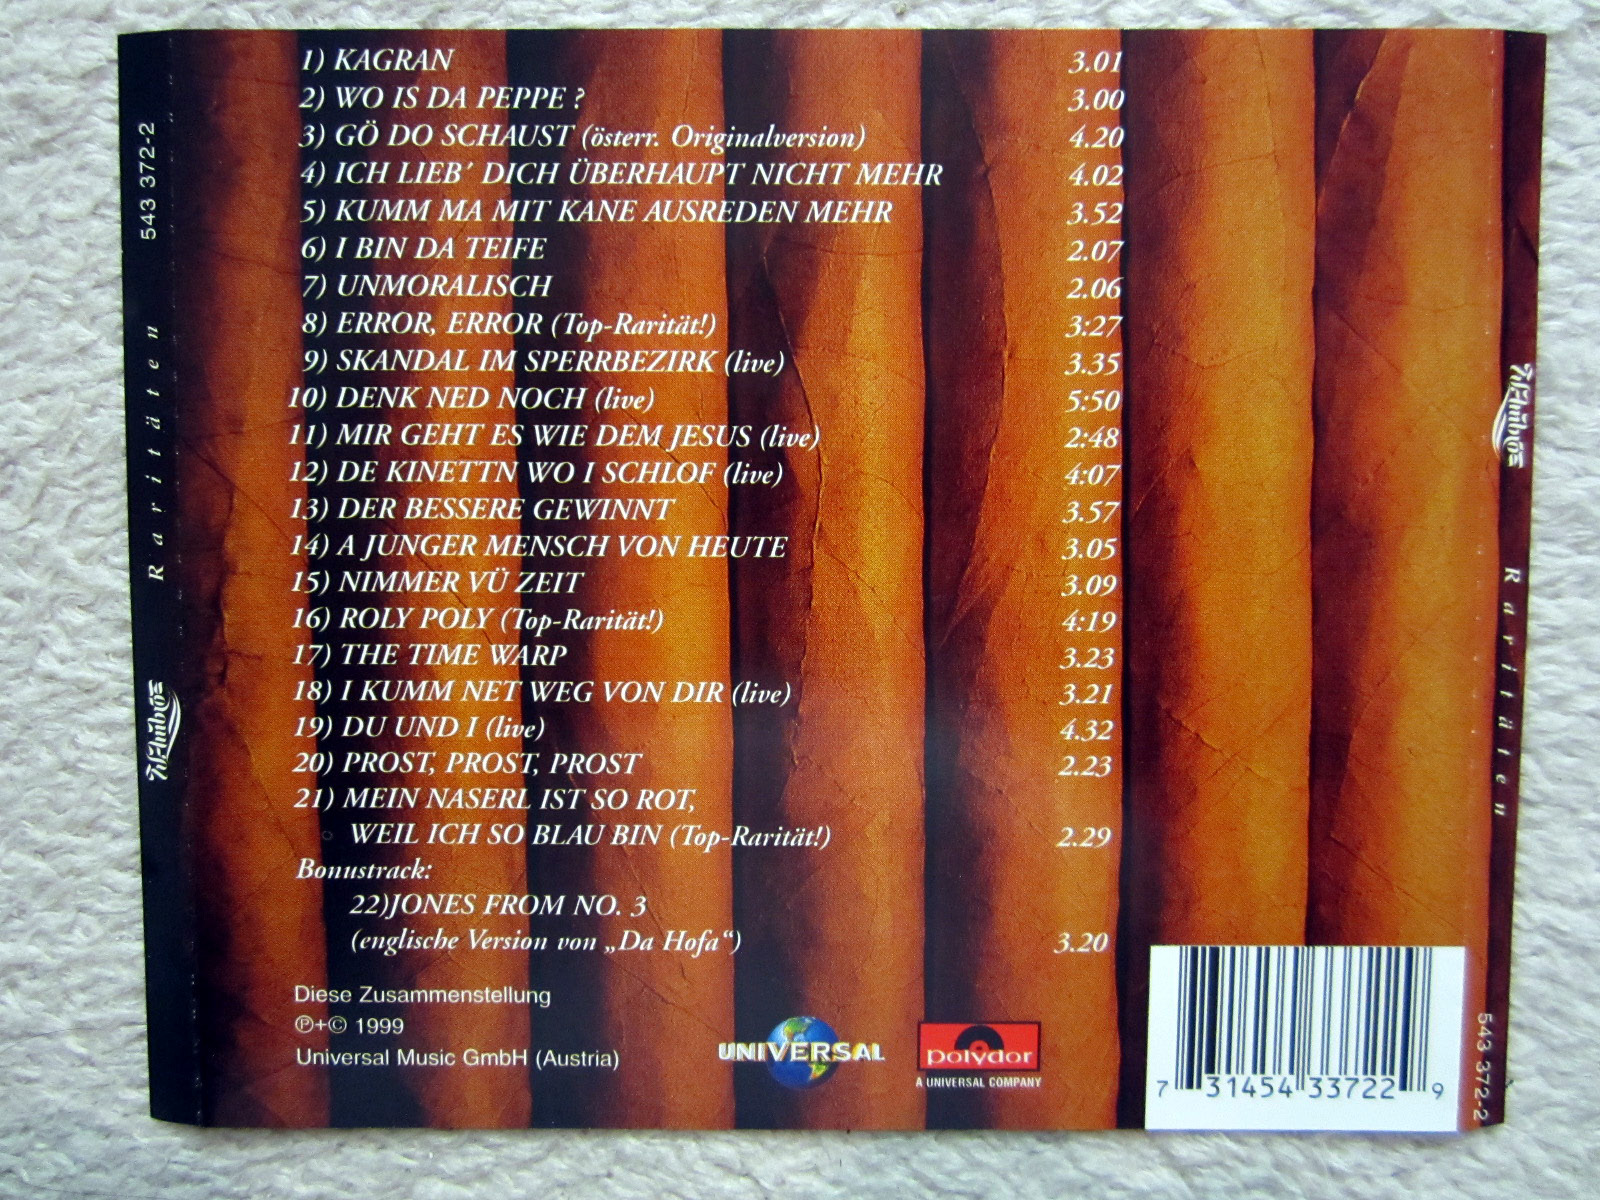 1) KAGRAN 3.01
2) WO IS DA PEPPE ? 3.00
3) GÖ DO SCHAUST (österr. Originalversion) 4.20
4) ICH LIEB' DICH ÜBERHAUPT NICHT MEHR 4.02
5) KUMM MA MIT KANE AUSREDEN MEHR 3.52
6) I BIN DA TEIFE 2.07
7) UNMORALISCH 2.06
8) ERROR, ERROR (Top-Rarität!) 3:27
9) SKANDAL IM SPERRBEZIRK (live) 3.35
10) DENK NED NOCH (live) 5:50
11) MIR GEHT ES WIE DEM JESUS (live) 2:48
12) DE KINETTN WO I SCHLOF (live) 4:07
13) DER BESSERE GEWINNT 3.57
14) A JUNGER MENSCH VON HEUTE 3.05
15) NIMMER VÜ ZEIT 3.09
16) ROLY POLY (Top-Rarität!) 4:19
17) THE TIME WARP 3.23
18) I KUMM NET WEG VON DIR (live) 3.21
19) DU UND I (live) 4.32
20) PROST, PROST, PROST 2.23
21) MEIN NASERL IST SO ROT,
WEIL ICH SO BLAU BIN (Top-Rarität!) 2.29
Bonustrack:
22)JONES FROM NO. 3
(englische Version von „Da Hofa“) 3.20
Diese Zusammenstellung
℗+© 1999
Universal Music GmbH (Austria)
UNIVERSAL
polydor
A UNIVERSAL COMPANY
7 31454 33722 9
543 372-2
Raritäten
W.Ambros
W.Ambros
Raritäten
543 372-2